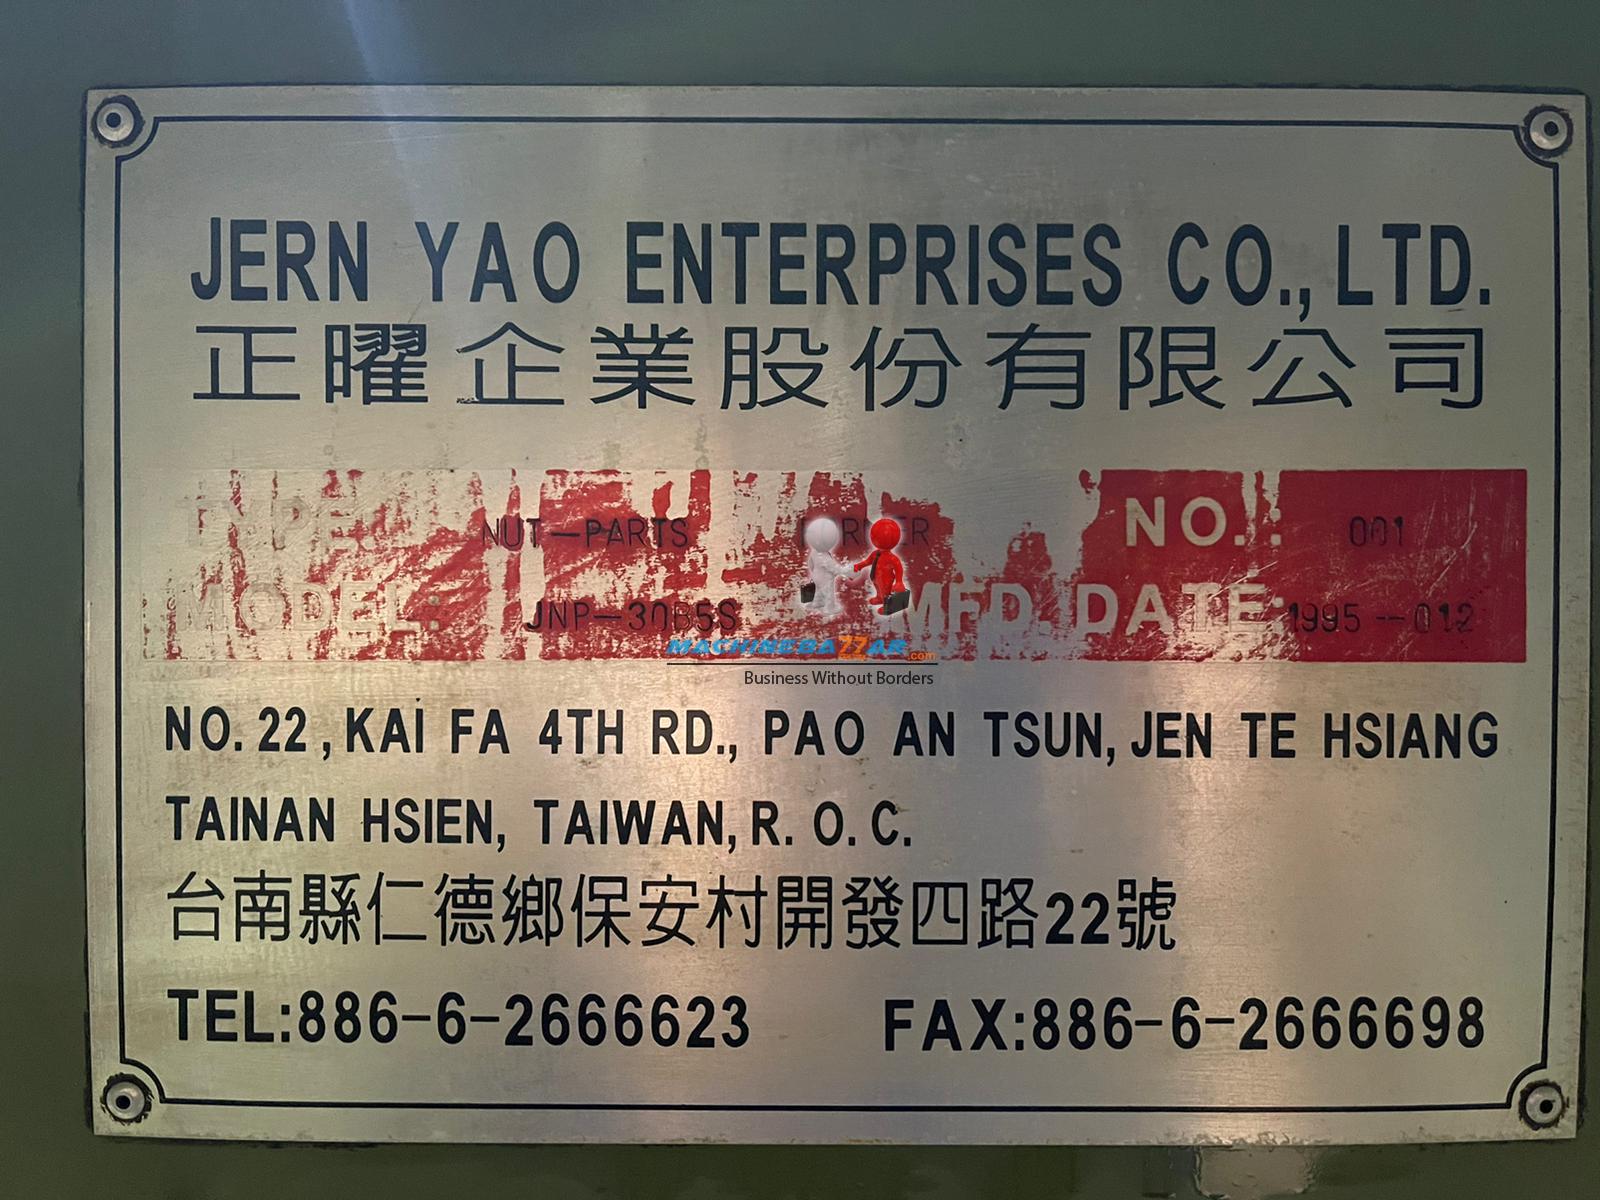 JERN YAO ENTERPRISES CO., LTD.
正曜企業股份有限公司
TYPE: NUT-PARTS FORMER NO.: 001
MODEL: JNP-30B5S MFD. DATE: 1995--012
MACHINEBAZZAR.com
Business Without Borders
NO. 22, KAI FA 4TH RD., PAO AN TSUN, JEN TE HSIANG
TAINAN HSIEN, TAIWAN, R. O. C.
台南縣仁德鄉保安村開發四路22號
TEL:886-6-2666623 FAX:886-6-2666698